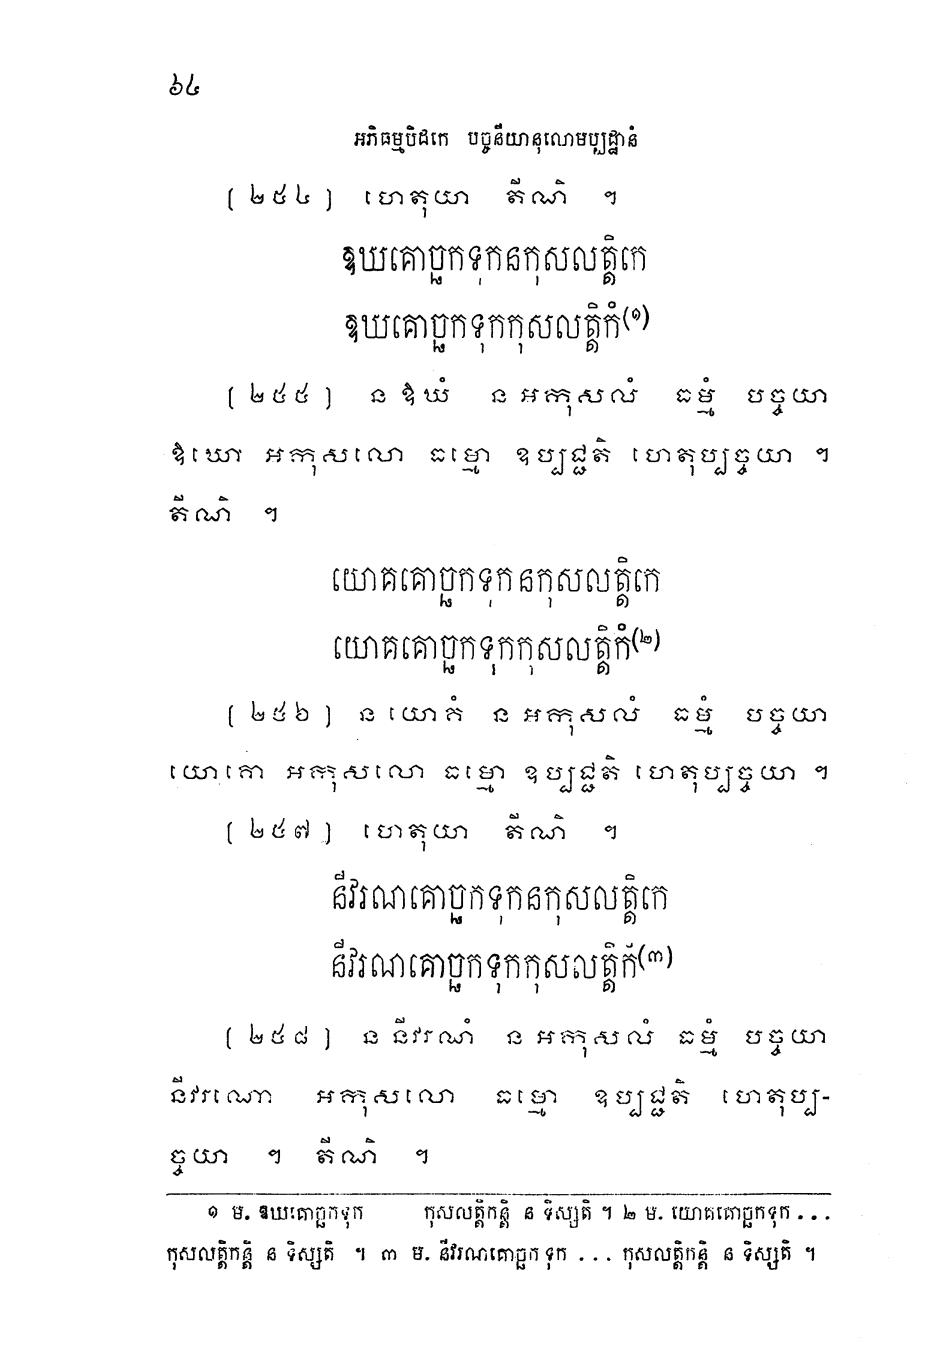 ៦៤
អភិធម្មបិដកេ បច្ចនីយានុលោមប្បដ្ឋានំ
[ ២៥៤ ] ហេតុយា តីណិ ។
ឱឃគោច្ឆកទុកនកុសលត្តិកេ
ឱឃគោច្ឆកទុកកុសលត្តិកំ(១)
[ ២៥៥ ] ន ឱឃំ ន អកុសលំ ធម្មំ បច្ចយា
ឱឃោ អកុសលោ ធម្មោ ឧប្បជ្ជតិ ហេតុប្បច្ចយា ។
តីណិ ។
យោគគោច្ឆកទុកនកុសលត្តិកេ
យោគគោច្ឆកទុកកុសលត្តិកំ(២)
[ ២៥៦ ] ន យោគំ ន អកុសលំ ធម្មំ បច្ចយា
យោគោ អកុសលោ ធម្មោ ឧប្បជ្ជតិ ហេតុប្បច្ចយា ។
[ ២៥៧ ] ហេតុយា តីណិ ។
នីវរណគោច្ឆកទុកនកុសលត្តិកេ
នីវរណគោច្ឆកទុកកុសលត្តិកំ(៣)
[ ២៥៨ ] ន នីវរណំ ន អកុសលំ ធម្មំ បច្ចយា
នីវរណោ អកុសលោ ធម្មោ ឧប្បជ្ជតិ ហេតុប្ប-
ច្ចយា ។ តីណិ ។
១ ម. ឱឃគោច្ឆកទុក កុសលត្តិកន្តិ ន ទិស្សតិ ។ ២ ម. យោគគោច្ឆកទុក ...
កុសលត្តិកន្តិ ន ទិស្សតិ ។ ៣ ម. នីវរណគោច្ឆកទុក ... កុសលត្តិកន្តិ ន ទិស្សតិ ។